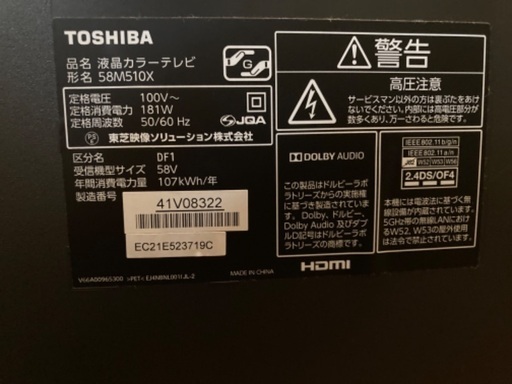 TOSHIBA
品名 液晶カラーテレビ
形名 58M510X
定格電圧 100V～
定格消費電力 181W
定格周波数 50/60 Hz
JQA
PS E 東芝映像ソリューション株式会社
区分名 DF1
受信機型サイズ 58V
年間消費電力量 107kWh/年
製造番号
41V08322
EC21E523719C
MADE IN CHINA
警告
高圧注意
サービスマン以外の方は裏ぶたをあけないでください。内部には高電圧部分が数多くあり、万一さわると危険です。
DOLBY AUDIO
この製品はドルビーラボラトリーズからの実施権に基づき製造されています。Dolby、ドルビー、Dolby Audio 及びダブルD記号はドルビーラボラトリーズの商標です。
HDMI
IEEE802.11b/g/n
IEEE802.11a/n
W52 W53 W56
2.4DS/OF4
本機には電波法に基づく無線設備が内蔵されています。5GHz帯の無線LANにおけるW52、W53の屋外使用は法令で禁止されています。